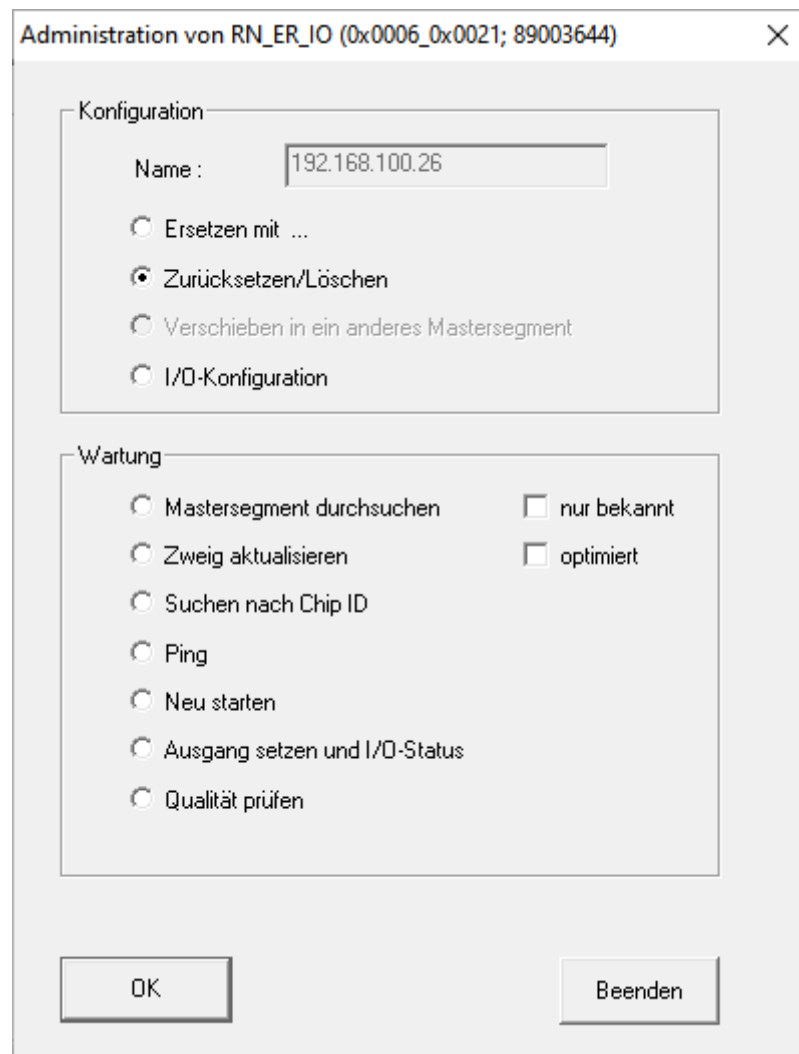 Administration von RN_ER_IO (0x0006_0x0021; 89003644)
Konfiguration
Name : 192.168.100.26
Ersetzen mit ...
Zurücksetzen/Löschen
Verschieben in ein anderes Mastersegment
I/O-Konfiguration
Wartung
Mastersegment durchsuchen nur bekannt
Zweig aktualisieren optimiert
Suchen nach Chip ID
Ping
Neu starten
Ausgang setzen und I/O-Status
Qualität prüfen
OK Beenden